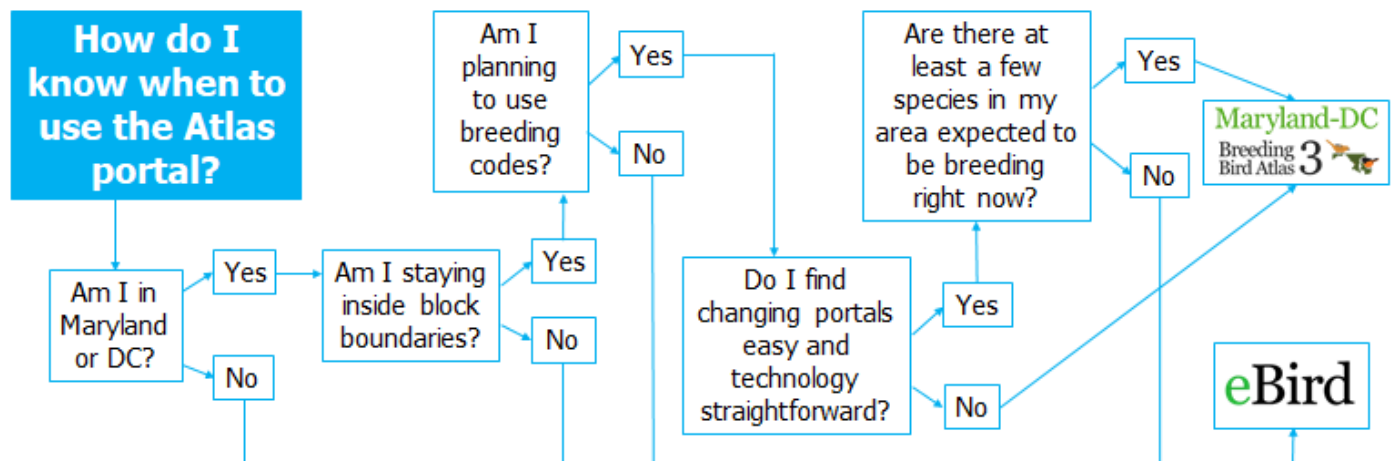 How do I
know when to
use the Atlas
portal?
Am I in
Maryland
or DC?
Yes
No
Am I staying
inside block
boundaries?
Yes
No
Am I
planning
to use
breeding
codes?
Yes
No
Do I find
changing portals
easy and
technology
straightforward?
Yes
No
Are there at
least a few
species in my
area expected to
be breeding
right now?
Yes
No
Maryland-DC
Breeding
Bird Atlas 3
eBird